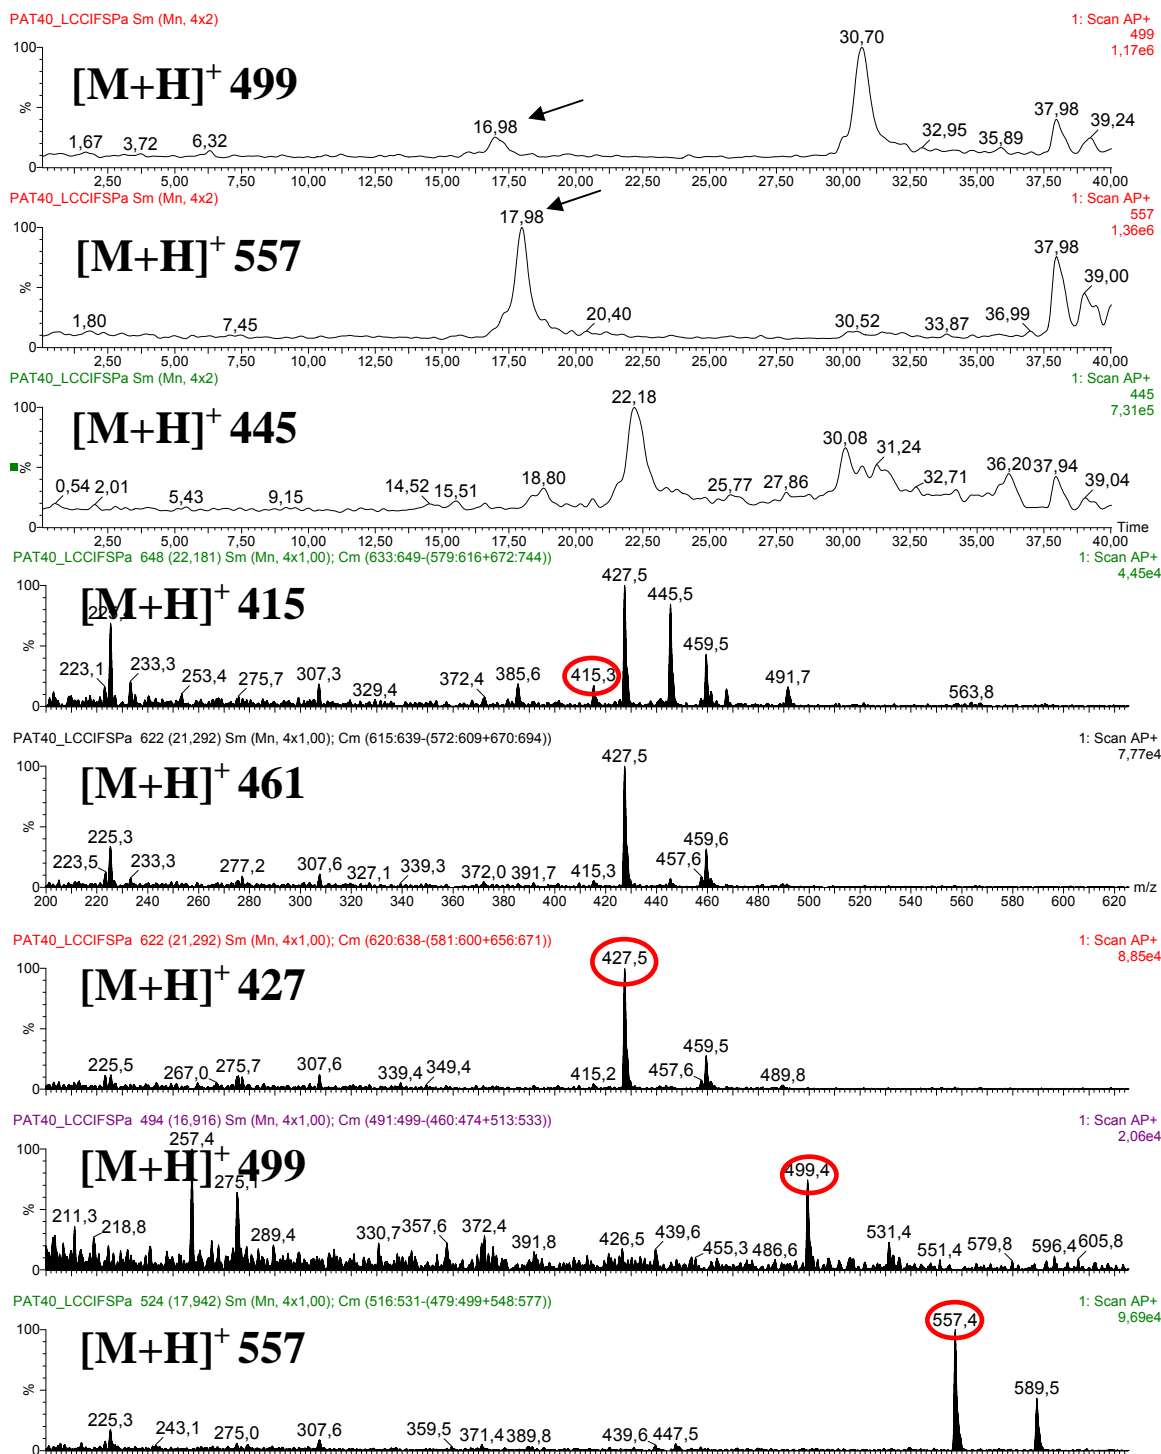 PAT40_LCCIFSPa Sm (Mn, 4x2) 1: Scan AP+
499
1,17e6
100
%
0
[M+H]+ 499
1,67 3,72 6,32 16,98 30,70 32,95 35,89 37,98 39,24
2,50 5,00 7,50 10,00 12,50 15,00 17,50 20,00 22,50 25,00 27,50 30,00 32,50 35,00 37,50 40,00
PAT40_LCCIFSPa Sm (Mn, 4x2) 1: Scan AP+
557
1,36e6
100
%
0
[M+H]+ 557
1,80 7,45 17,98 20,40 30,52 33,87 36,99 37,98 39,00
2,50 5,00 7,50 10,00 12,50 15,00 17,50 20,00 22,50 25,00 27,50 30,00 32,50 35,00 37,50 40,00
PAT40_LCCIFSPa Sm (Mn, 4x2) 1: Scan AP+
445
7,31e5
100
%
0
[M+H]+ 445
0,54 2,01 5,43 9,15 14,52 15,51 18,80 22,18 25,77 27,86 30,08 31,24 32,71 36,20 37,94 39,04
Time
2,50 5,00 7,50 10,00 12,50 15,00 17,50 20,00 22,50 25,00 27,50 30,00 32,50 35,00 37,50 40,00
PAT40_LCCIFSPa 648 (22,181) Sm (Mn, 4x1,00); Cm (633:649-(579:616+672:744)) 1: Scan AP+
4,45e4
100
%
0
[M+H]+ 415
223,1 233,3 253,4 275,7 307,3 329,4 372,4 385,6 415,3 427,5 445,5 459,5 491,7 563,8
PAT40_LCCIFSPa 622 (21,292) Sm (Mn, 4x1,00); Cm (615:639-(572:609+670:694)) 1: Scan AP+
7,77e4
100
%
0
[M+H]+ 461
223,5 225,3 233,3 277,2 307,6 327,1 339,3 372,0 391,7 415,3 427,5 457,6 459,6
m/z
200 220 240 260 280 300 320 340 360 380 400 420 440 460 480 500 520 540 560 580 600 620
PAT40_LCCIFSPa 622 (21,292) Sm (Mn, 4x1,00); Cm (620:638-(581:600+656:671)) 1: Scan AP+
8,85e4
100
%
0
[M+H]+ 427
225,5 267,0 275,7 307,6 339,4 349,4 415,2 427,5 457,6 459,5 489,8
PAT40_LCCIFSPa 494 (16,916) Sm (Mn, 4x1,00); Cm (491:499-(460:474+513:533)) 1: Scan AP+
2,06e4
100
%
0
[M+H]+ 499
211,3 218,8 257,4 275,1 289,4 330,7 357,6 372,4 391,8 426,5 439,6 455,3 486,6 499,4 531,4 551,4 579,8 596,4 605,8
PAT40_LCCIFSPa 524 (17,942) Sm (Mn, 4x1,00); Cm (516:531-(479:499+548:577)) 1: Scan AP+
9,69e4
100
%
0
[M+H]+ 557
225,3 243,1 275,0 307,6 359,5 371,4 389,8 439,6 447,5 557,4 589,5